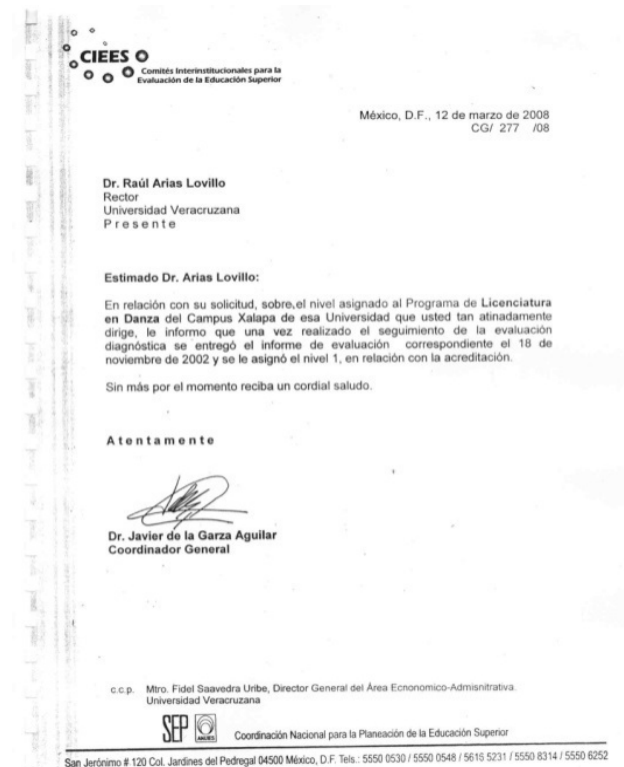 CIEES
Comités Interinstitucionales para la
Evaluación de la Educación Superior
México, D.F., 12 de marzo de 2008
CG/ 277 /08
Dr. Raúl Arias Lovillo
Rector
Universidad Veracruzana
P r e s e n t e
Estimado Dr. Arias Lovillo:
En relación con su solicitud, sobre,el nivel asignado al Programa de Licenciatura
en Danza del Campus Xalapa de esa Universidad que usted tan atinadamente
dirige, le informo que una vez realizado el seguimiento de la evaluación
diagnóstica se entregó el informe de evaluación correspondiente el 18 de
noviembre de 2002 y se le asignó el nivel 1, en relación con la acreditación.
Sin más por el momento reciba un cordial saludo.
A t e n t a m e n t e
Dr. Javier de la Garza Aguilar
Coordinador General
c.c.p. Mtro. Fidel Saavedra Uribe, Director General del Área Ecnonomico-Admisnitrativa.
Universidad Veracruzana
SEP ANUIES Coordinación Nacional para la Planeación de la Educación Superior
San Jerónimo # 120 Col. Jardines del Pedregal 04500 México, D.F. Tels.: 5550 0530 / 5550 0548 / 5616 5231 / 5550 8314 / 5550 6252